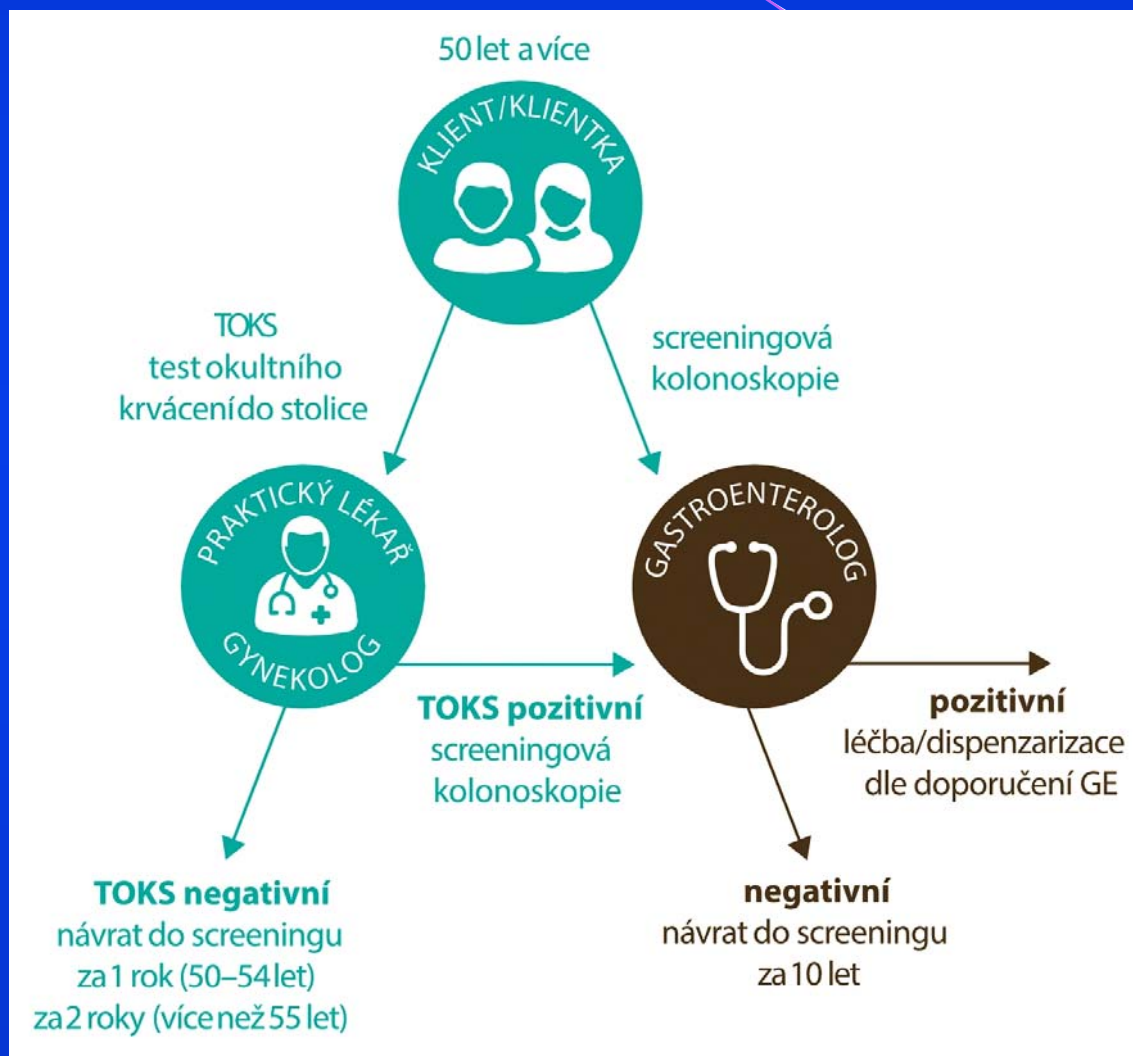 50 let a více
KLIENT/KLIENTKA
TOKS
test okultního
krvácení do stolice
screeningová
kolonoskopie
PRAKTICKÝ LÉKAŘ
GYNEKOLOG
GASTROENTEROLOG
TOKS pozitivní
screeningová
kolonoskopie
pozitivní
léčba/dispenzarizace
dle doporučení GE
TOKS negativní
návrat do screeningu
za 1 rok (50–54 let)
za 2 roky (více než 55 let)
negativní
návrat do screeningu
za 10 let